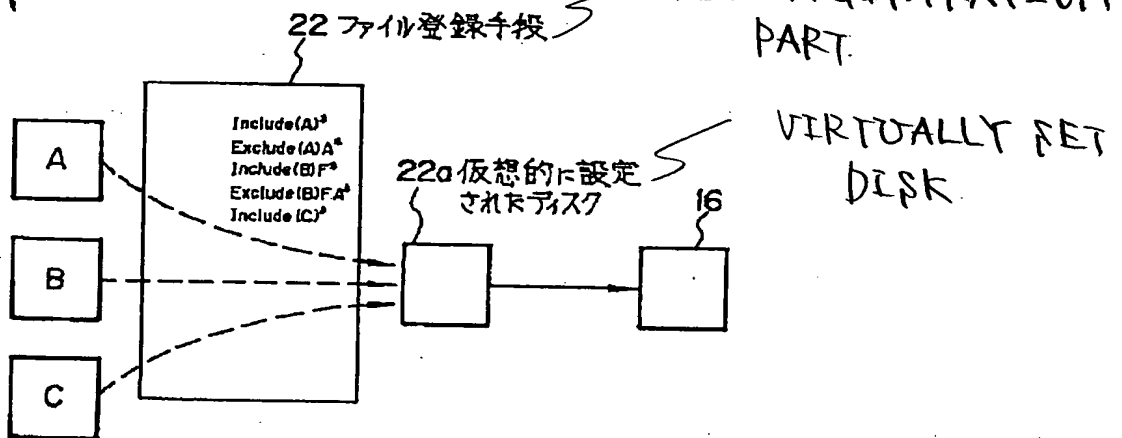 22 ファイル登録手段
PART.
Include(A)*
Exclude(A)A*
Include(B)F*
Exclude(B)F.A*
Include(C)*
A
B
C
22a 仮想的に設定
されたディスク
VIRTUALLY SET
DISK.
16